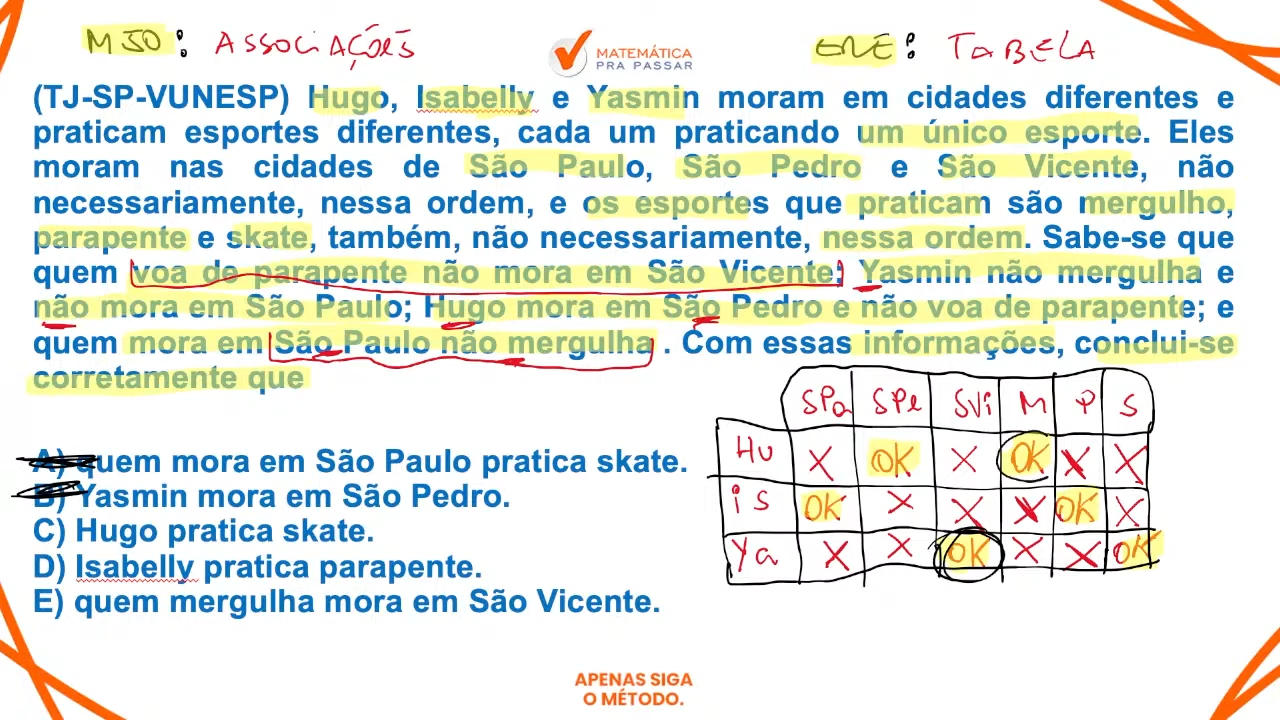 M50: ASSOCIAÇÕES
MATEMÁTICA
PRA PASSAR
ENE: TABELA
(TJ-SP-VUNESP) Hugo, Isabelly e Yasmin moram em cidades diferentes e
praticam esportes diferentes, cada um praticando um único esporte. Eles
moram nas cidades de São Paulo, São Pedro e São Vicente, não
necessariamente, nessa ordem, e os esportes que praticam são mergulho,
parapente e skate, também, não necessariamente, nessa ordem. Sabe-se que
quem voa de parapente não mora em São Vicente; Yasmin não mergulha e
não mora em São Paulo; Hugo mora em São Pedro e não voa de parapente; e
quem mora em São Paulo não mergulha . Com essas informações, conclui-se
corretamente que
A) quem mora em São Paulo pratica skate.
B) Yasmin mora em São Pedro.
C) Hugo pratica skate.
D) Isabelly pratica parapente.
E) quem mergulha mora em São Vicente.
SPa SPe SVi M P S
Hu X OK X OK X X
is OK X X X OK X
Ya X X OK X X OK
APENAS SIGA
O MÉTODO.